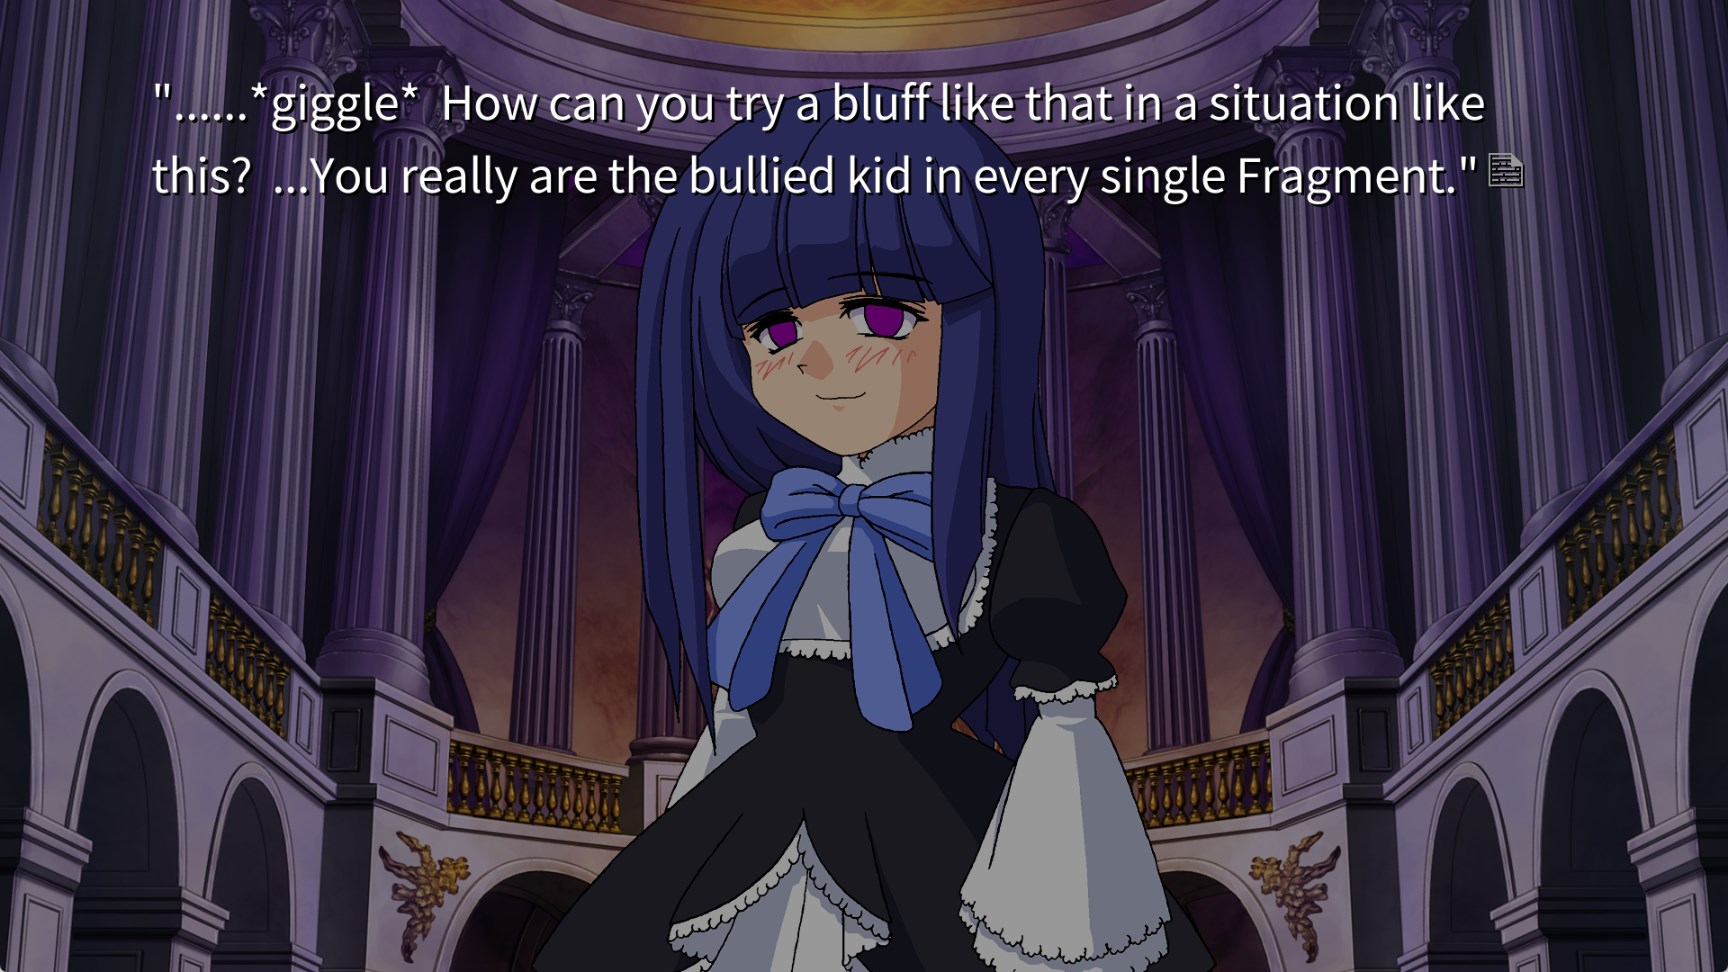 "......*giggle*  How can you try a bluff like that in a situation like
this?  ...You really are the bullied kid in every single Fragment."